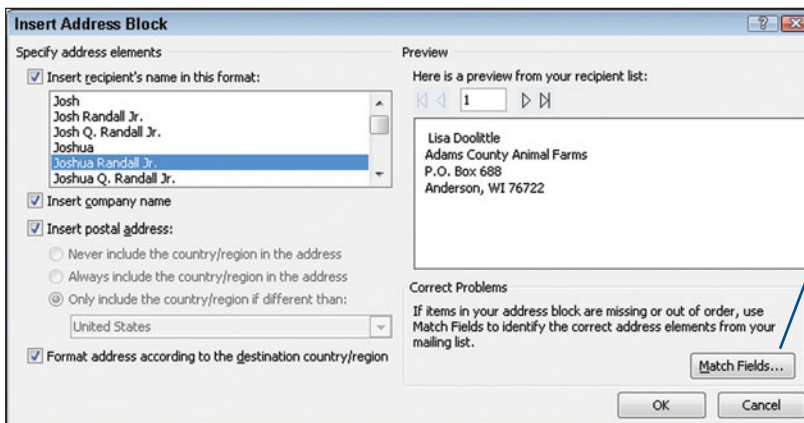 Insert Address Block
Specify address elements
Insert recipient's name in this format:
Josh
Josh Randall Jr.
Josh Q. Randall Jr.
Joshua
Joshua Randall Jr.
Joshua Q. Randall Jr.
Insert company name
Insert postal address:
Never include the country/region in the address
Always include the country/region in the address
Only include the country/region if different than:
United States
Format address according to the destination country/region
Preview
Here is a preview from your recipient list:
1
Lisa Doolittle
Adams County Animal Farms
P.O. Box 688
Anderson, WI 76722
Correct Problems
If items in your address block are missing or out of order, use
Match Fields to identify the correct address elements from your
mailing list.
Match Fields...
OK
Cancel